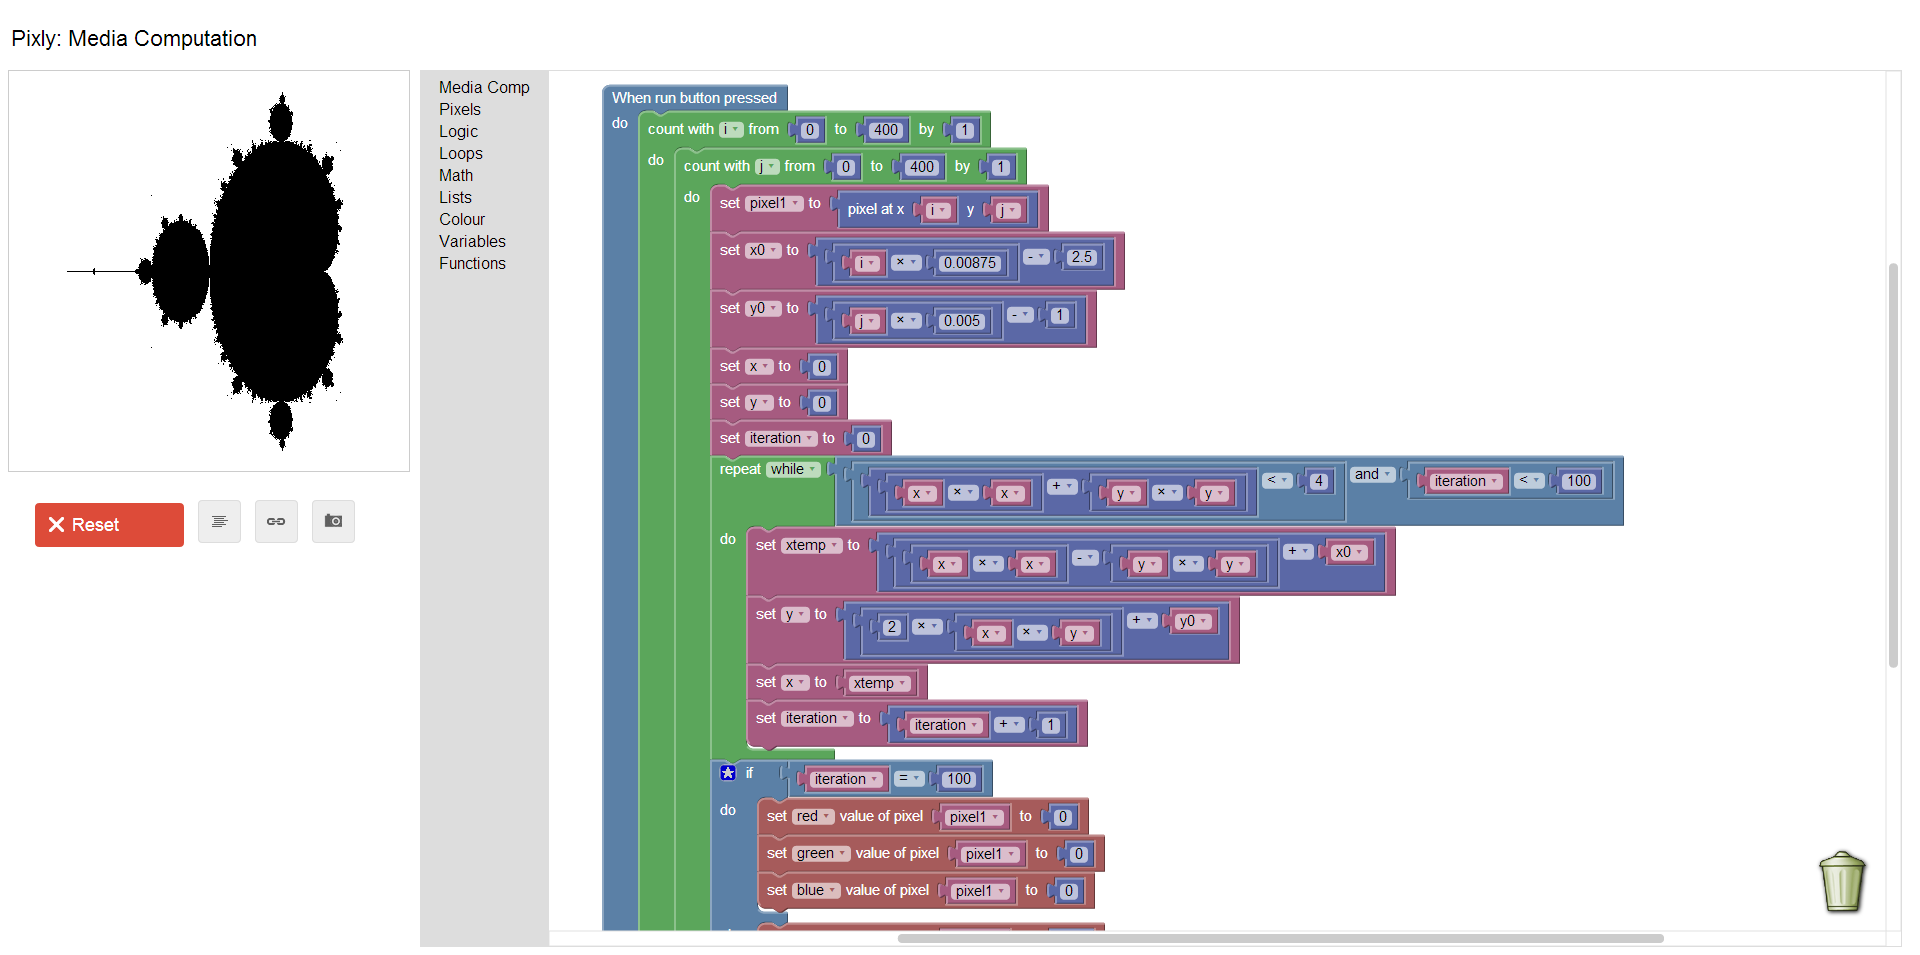 Pixly: Media Computation
Reset
Media Comp
Pixels
Logic
Loops
Math
Lists
Colour
Variables
Functions
When run button pressed
do count with i from 0 to 400 by 1
do count with j from 0 to 400 by 1
do set pixel1 to pixel at x i y j
set x0 to i × 0.00875 - 2.5
set y0 to j × 0.005 - 1
set x to 0
set y to 0
set iteration to 0
repeat while x × x + y × y < 4 and iteration < 100
do set xtemp to x × x - y × y + x0
set y to 2 × x × y + y0
set x to xtemp
set iteration to iteration + 1
if iteration = 100
do set red value of pixel pixel1 to 0
set green value of pixel pixel1 to 0
set blue value of pixel pixel1 to 0